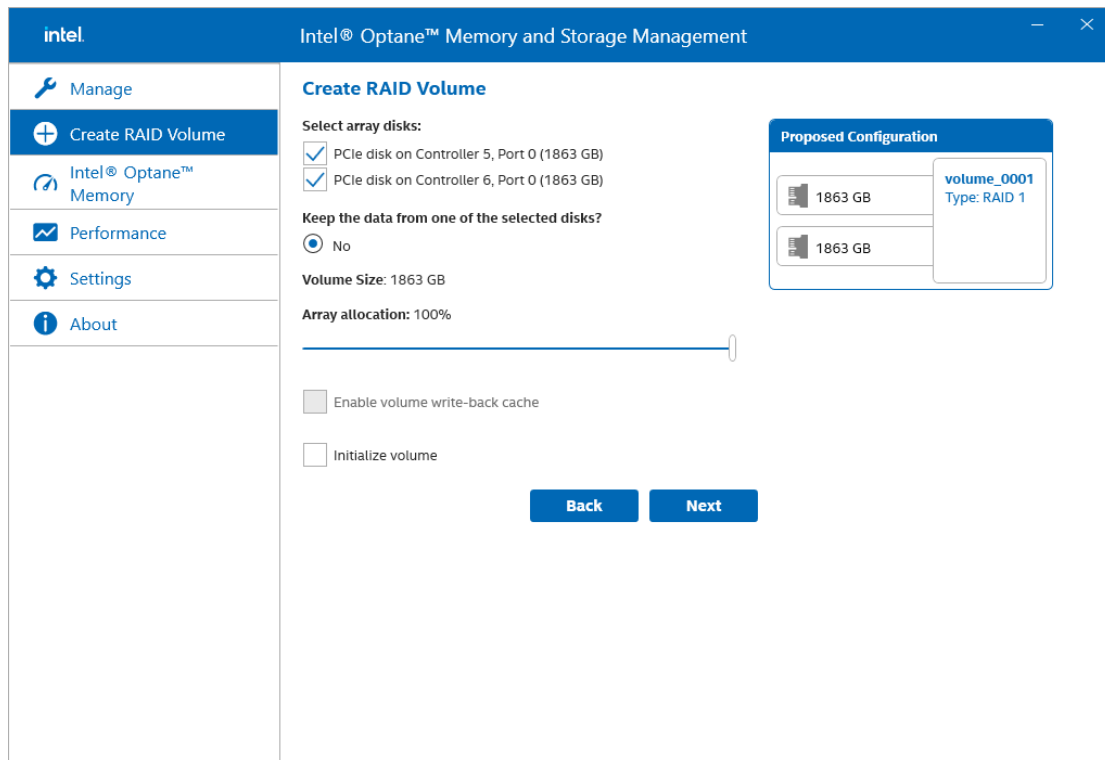 intel.
Intel® Optane™ Memory and Storage Management
Manage
Create RAID Volume
Intel® Optane™
Memory
Performance
Settings
About
Create RAID Volume
Select array disks:
PCIe disk on Controller 5, Port 0 (1863 GB)
PCIe disk on Controller 6, Port 0 (1863 GB)
Keep the data from one of the selected disks?
No
Volume Size: 1863 GB
Array allocation: 100%
Enable volume write-back cache
Initialize volume
Back
Next
Proposed Configuration
1863 GB
1863 GB
volume_0001
Type: RAID 1